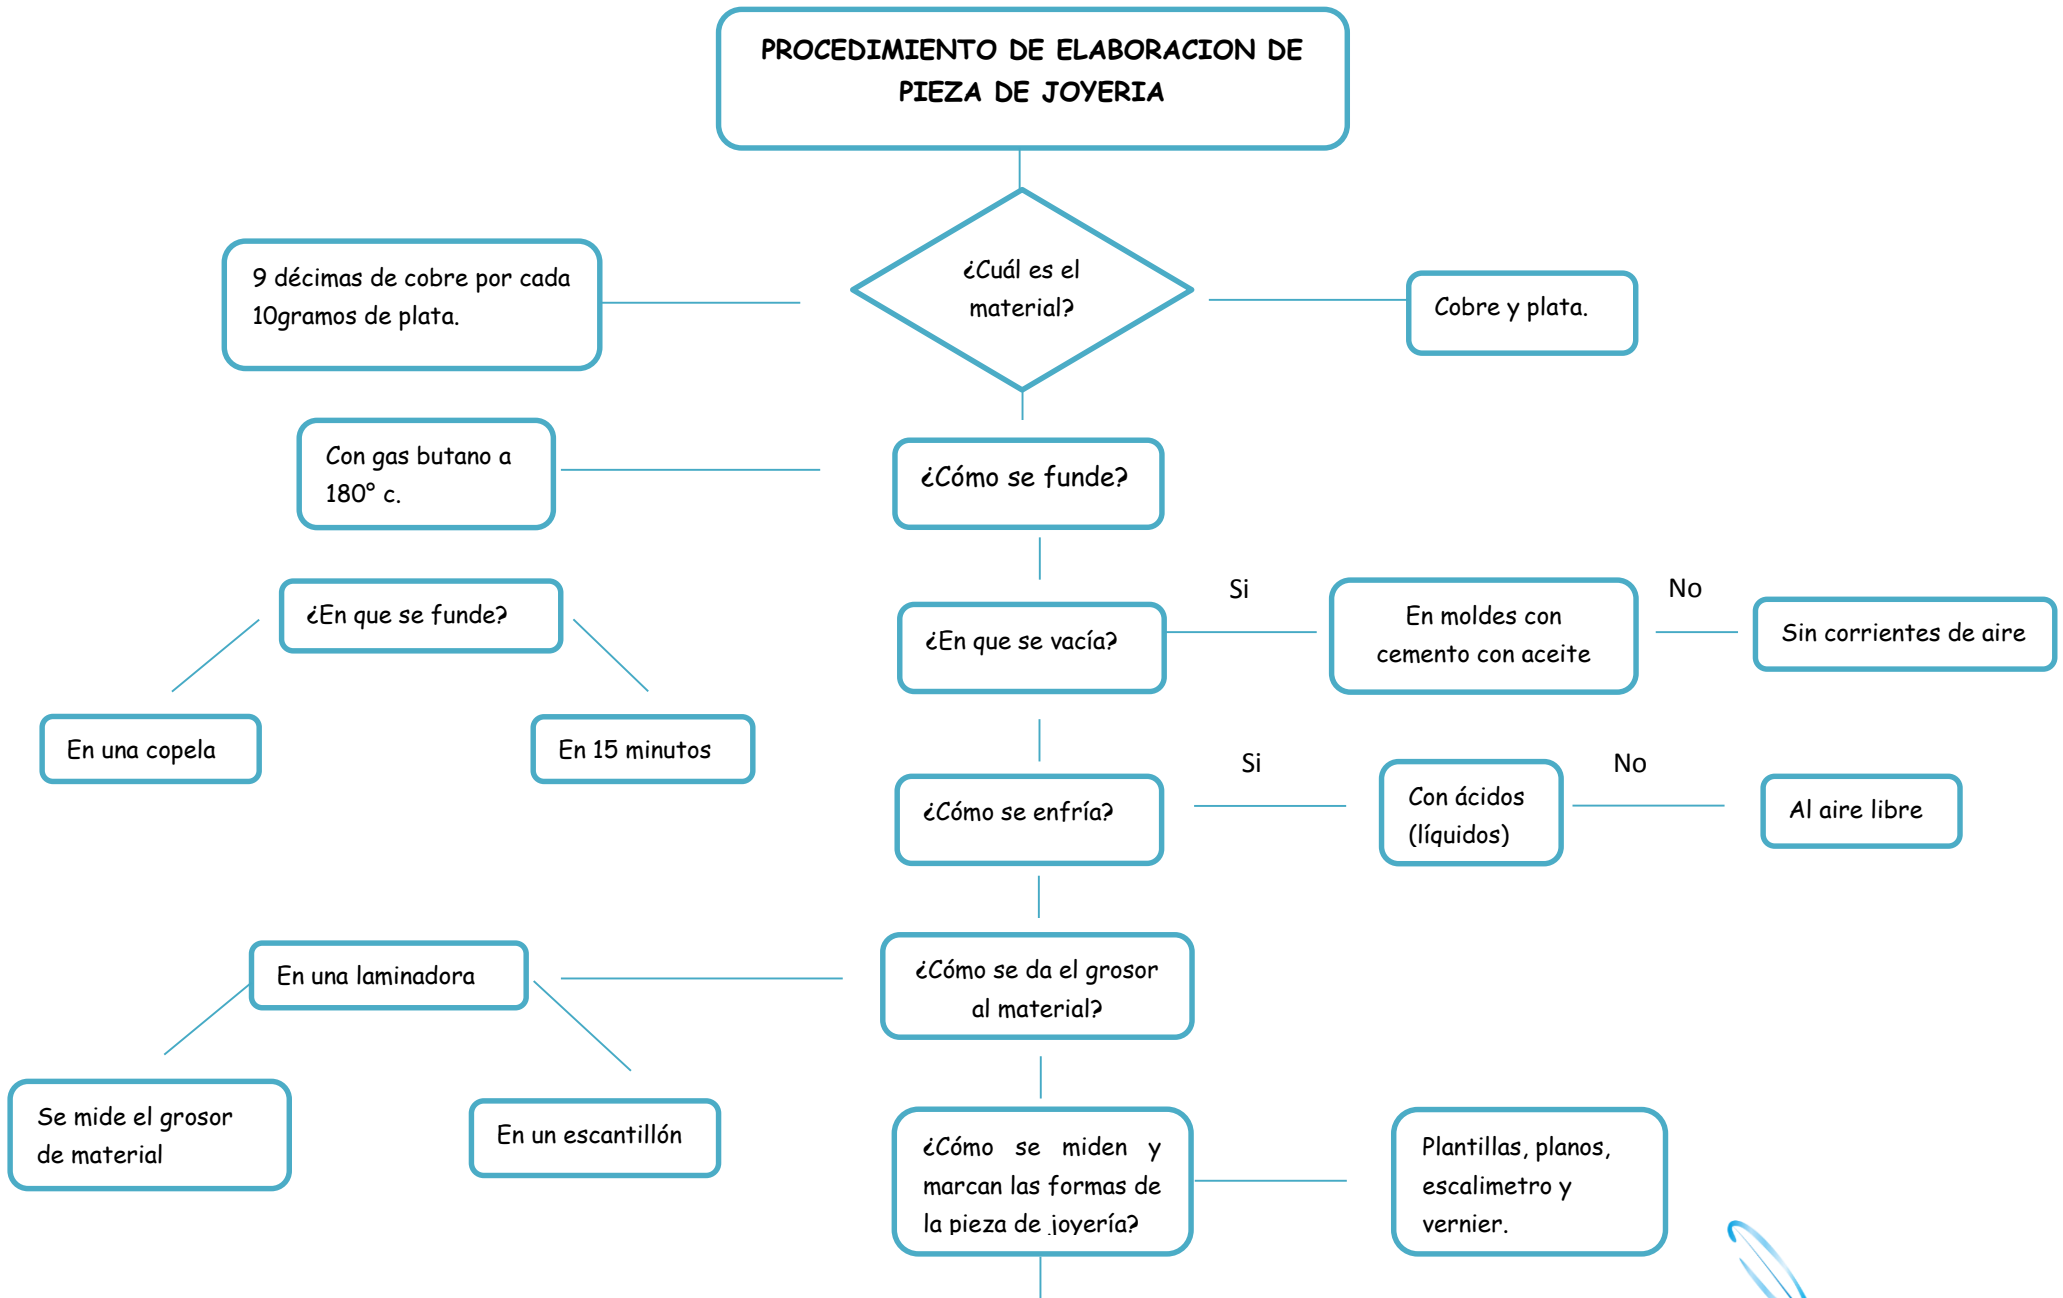 PROCEDIMIENTO DE ELABORACION DE
PIEZA DE JOYERIA
¿Cuál es el
material?
9 décimas de cobre por cada
10gramos de plata.
Cobre y plata.
Con gas butano a
180° c.
¿Cómo se funde?
¿En que se funde?
En una copela
En 15 minutos
¿En que se vacía?
Si
En moldes con
cemento con aceite
No
Sin corrientes de aire
¿Cómo se enfría?
Si
Con ácidos
(líquidos)
No
Al aire libre
¿Cómo se da el grosor
al material?
En una laminadora
Se mide el grosor
de material
En un escantillón
¿Cómo se miden y
marcan las formas de
la pieza de joyería?
Plantillas, planos,
escalimetro y
vernier.